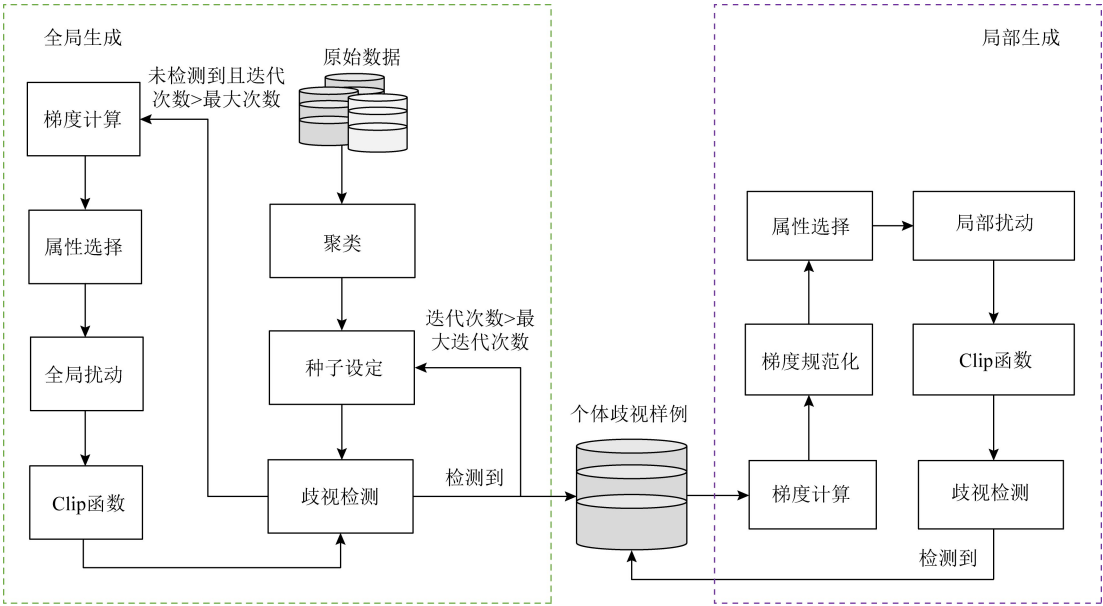 全局生成
原始数据
未检测到且迭代
次数>最大次数
梯度计算
属性选择
全局扰动
Clip函数
聚类
种子设定
歧视检测
迭代次数>最
大迭代次数
检测到
个体歧视样例
局部生成
属性选择
局部扰动
梯度规范化
Clip函数
梯度计算
歧视检测
检测到